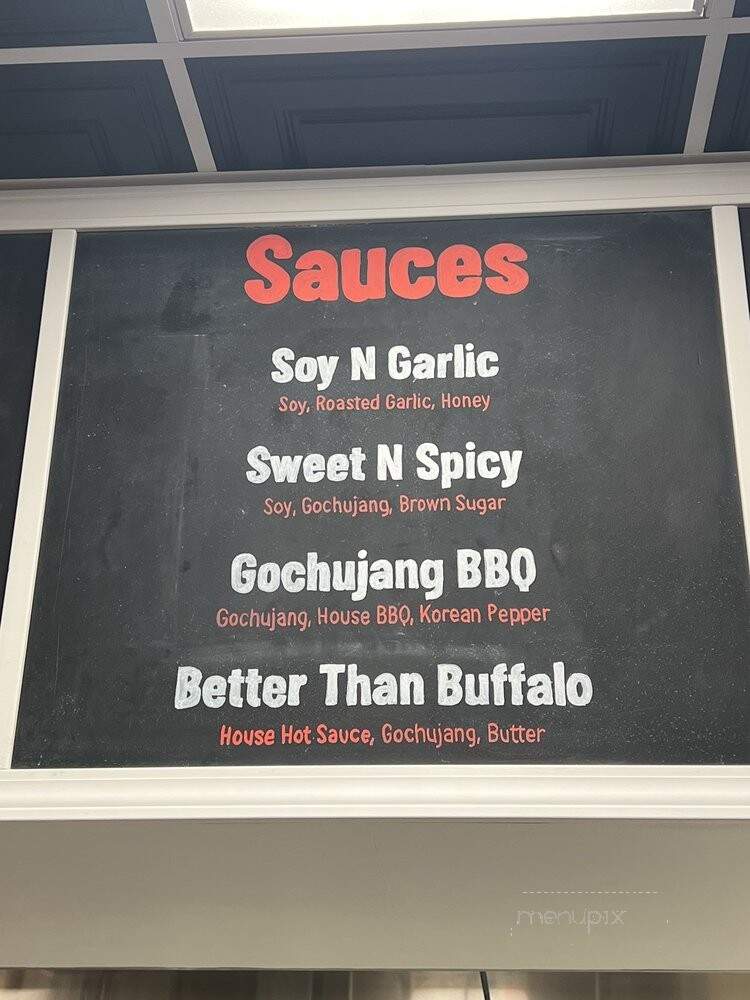 Sauces
Soy N Garlic
Soy, Roasted Garlic, Honey
Sweet N Spicy
Soy, Gochujang, Brown Sugar
Gochujang BBQ
Gochujang, House BBQ, Korean Pepper
Better Than Buffalo
House Hot Sauce, Gochujang, Butter
menupix